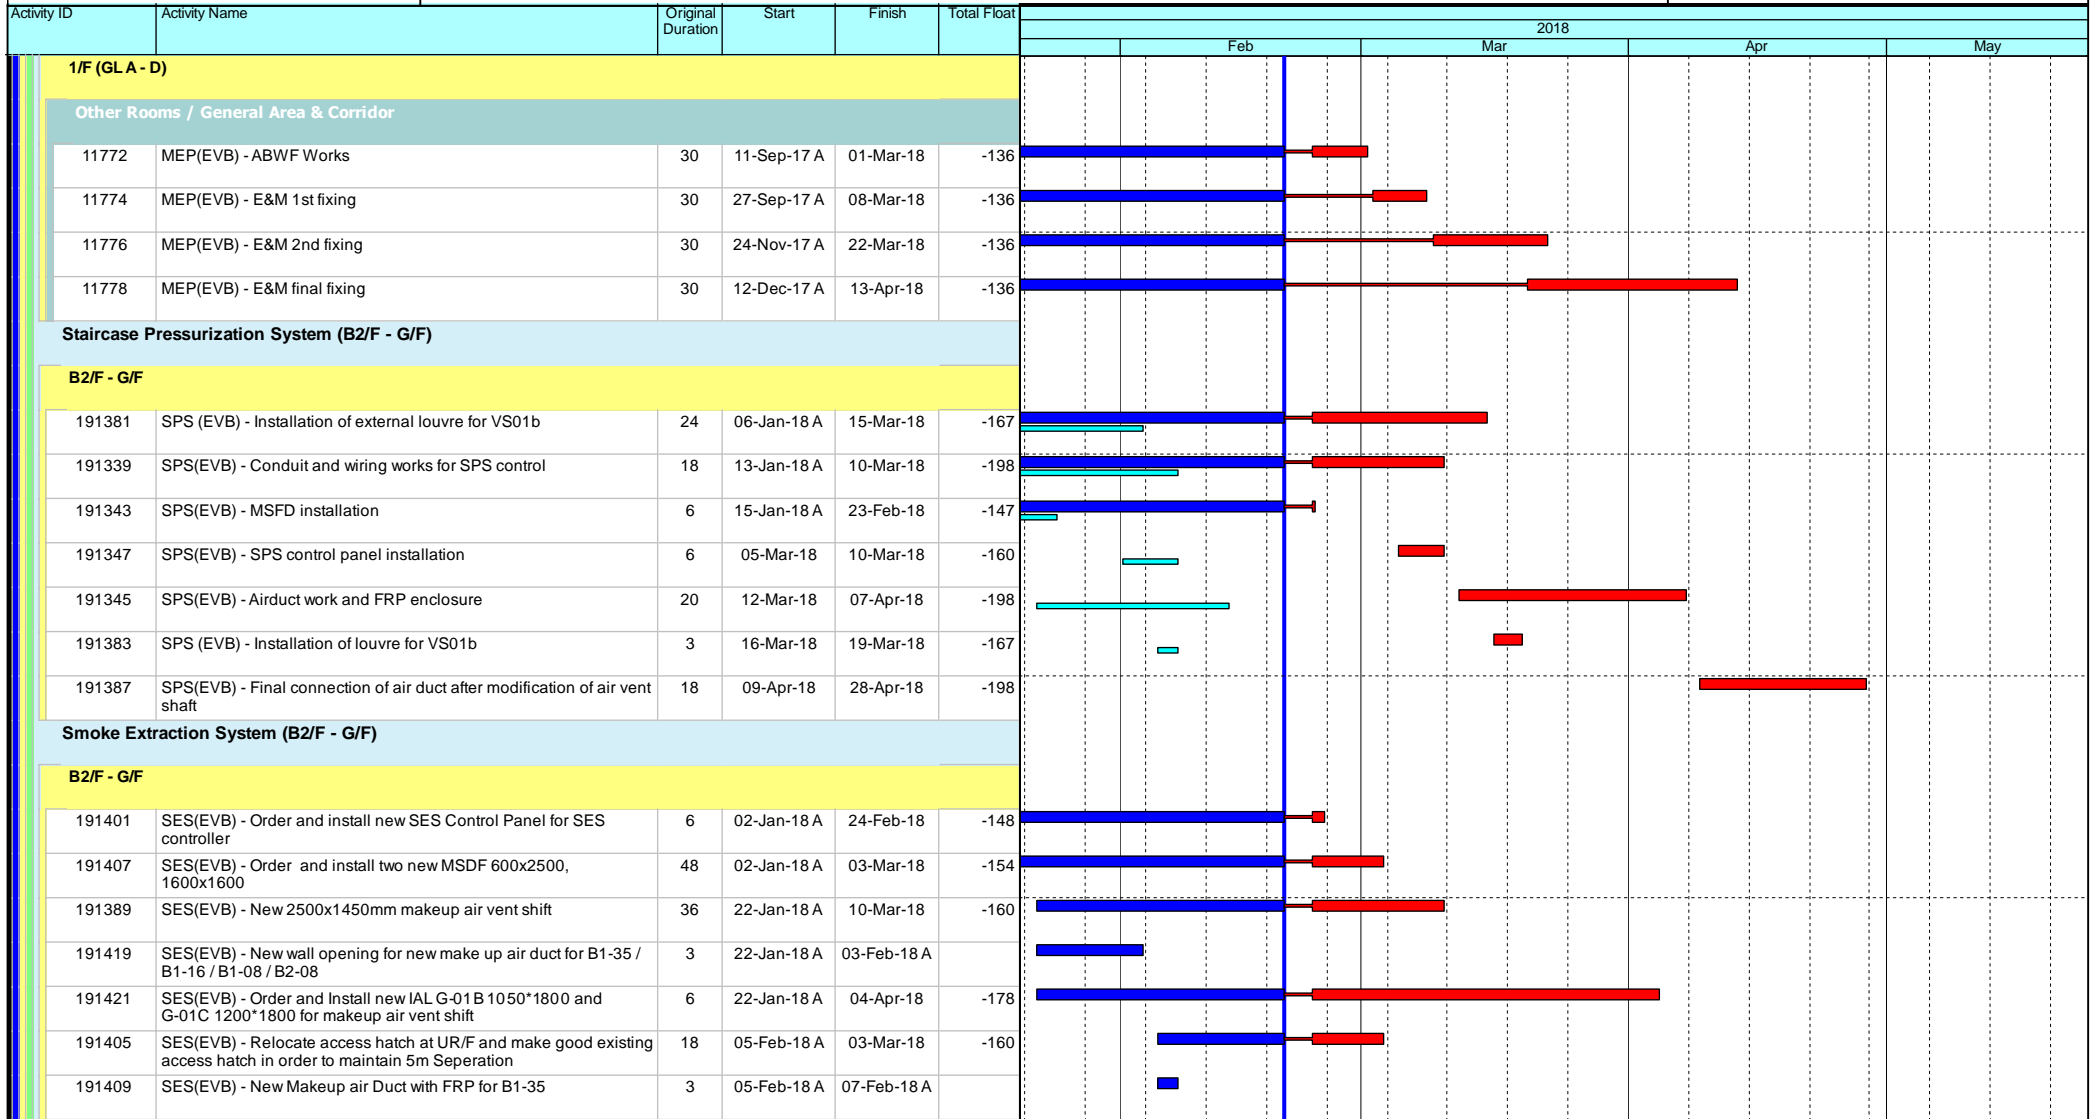 Activity ID Activity Name Original Start Finish Total Float
Duration
2018
Feb Mar Apr May
1/F (GL A - D)
Other Rooms / General Area & Corridor
11772 MEP(EVB) - ABWF Works 30 11-Sep-17 A 01-Mar-18 -136
11774 MEP(EVB) - E&M 1st fixing 30 27-Sep-17 A 08-Mar-18 -136
11776 MEP(EVB) - E&M 2nd fixing 30 24-Nov-17 A 22-Mar-18 -136
11778 MEP(EVB) - E&M final fixing 30 12-Dec-17 A 13-Apr-18 -136
Staircase Pressurization System (B2/F - G/F)
B2/F - G/F
191381 SPS (EVB) - Installation of external louvre for VS01b 24 06-Jan-18 A 15-Mar-18 -167
191339 SPS(EVB) - Conduit and wiring works for SPS control 18 13-Jan-18 A 10-Mar-18 -198
191343 SPS(EVB) - MSFD installation 6 15-Jan-18 A 23-Feb-18 -147
191347 SPS(EVB) - SPS control panel installation 6 05-Mar-18 10-Mar-18 -160
191345 SPS(EVB) - Airduct work and FRP enclosure 20 12-Mar-18 07-Apr-18 -198
191383 SPS (EVB) - Installation of louvre for VS01b 3 16-Mar-18 19-Mar-18 -167
191387 SPS(EVB) - Final connection of air duct after modification of air vent 18 09-Apr-18 28-Apr-18 -198
shaft
Smoke Extraction System (B2/F - G/F)
B2/F - G/F
191401 SES(EVB) - Order and install new SES Control Panel for SES 6 02-Jan-18 A 24-Feb-18 -148
controller
191407 SES(EVB) - Order and install two new MSDF 600x2500, 48 02-Jan-18 A 03-Mar-18 -154
1600x1600
191389 SES(EVB) - New 2500x1450mm makeup air vent shift 36 22-Jan-18 A 10-Mar-18 -160
191419 SES(EVB) - New wall opening for new make up air duct for B1-35 / 3 22-Jan-18 A 03-Feb-18 A
B1-16 / B1-08 / B2-08
191421 SES(EVB) - Order and Install new IAL G-01B 1050*1800 and 6 22-Jan-18 A 04-Apr-18 -178
G-01C 1200*1800 for makeup air vent shift
191405 SES(EVB) - Relocate access hatch at UR/F and make good existing 18 05-Feb-18 A 03-Mar-18 -160
access hatch in order to maintain 5m Seperation
191409 SES(EVB) - New Makeup air Duct with FRP for B1-35 3 05-Feb-18 A 07-Feb-18 A